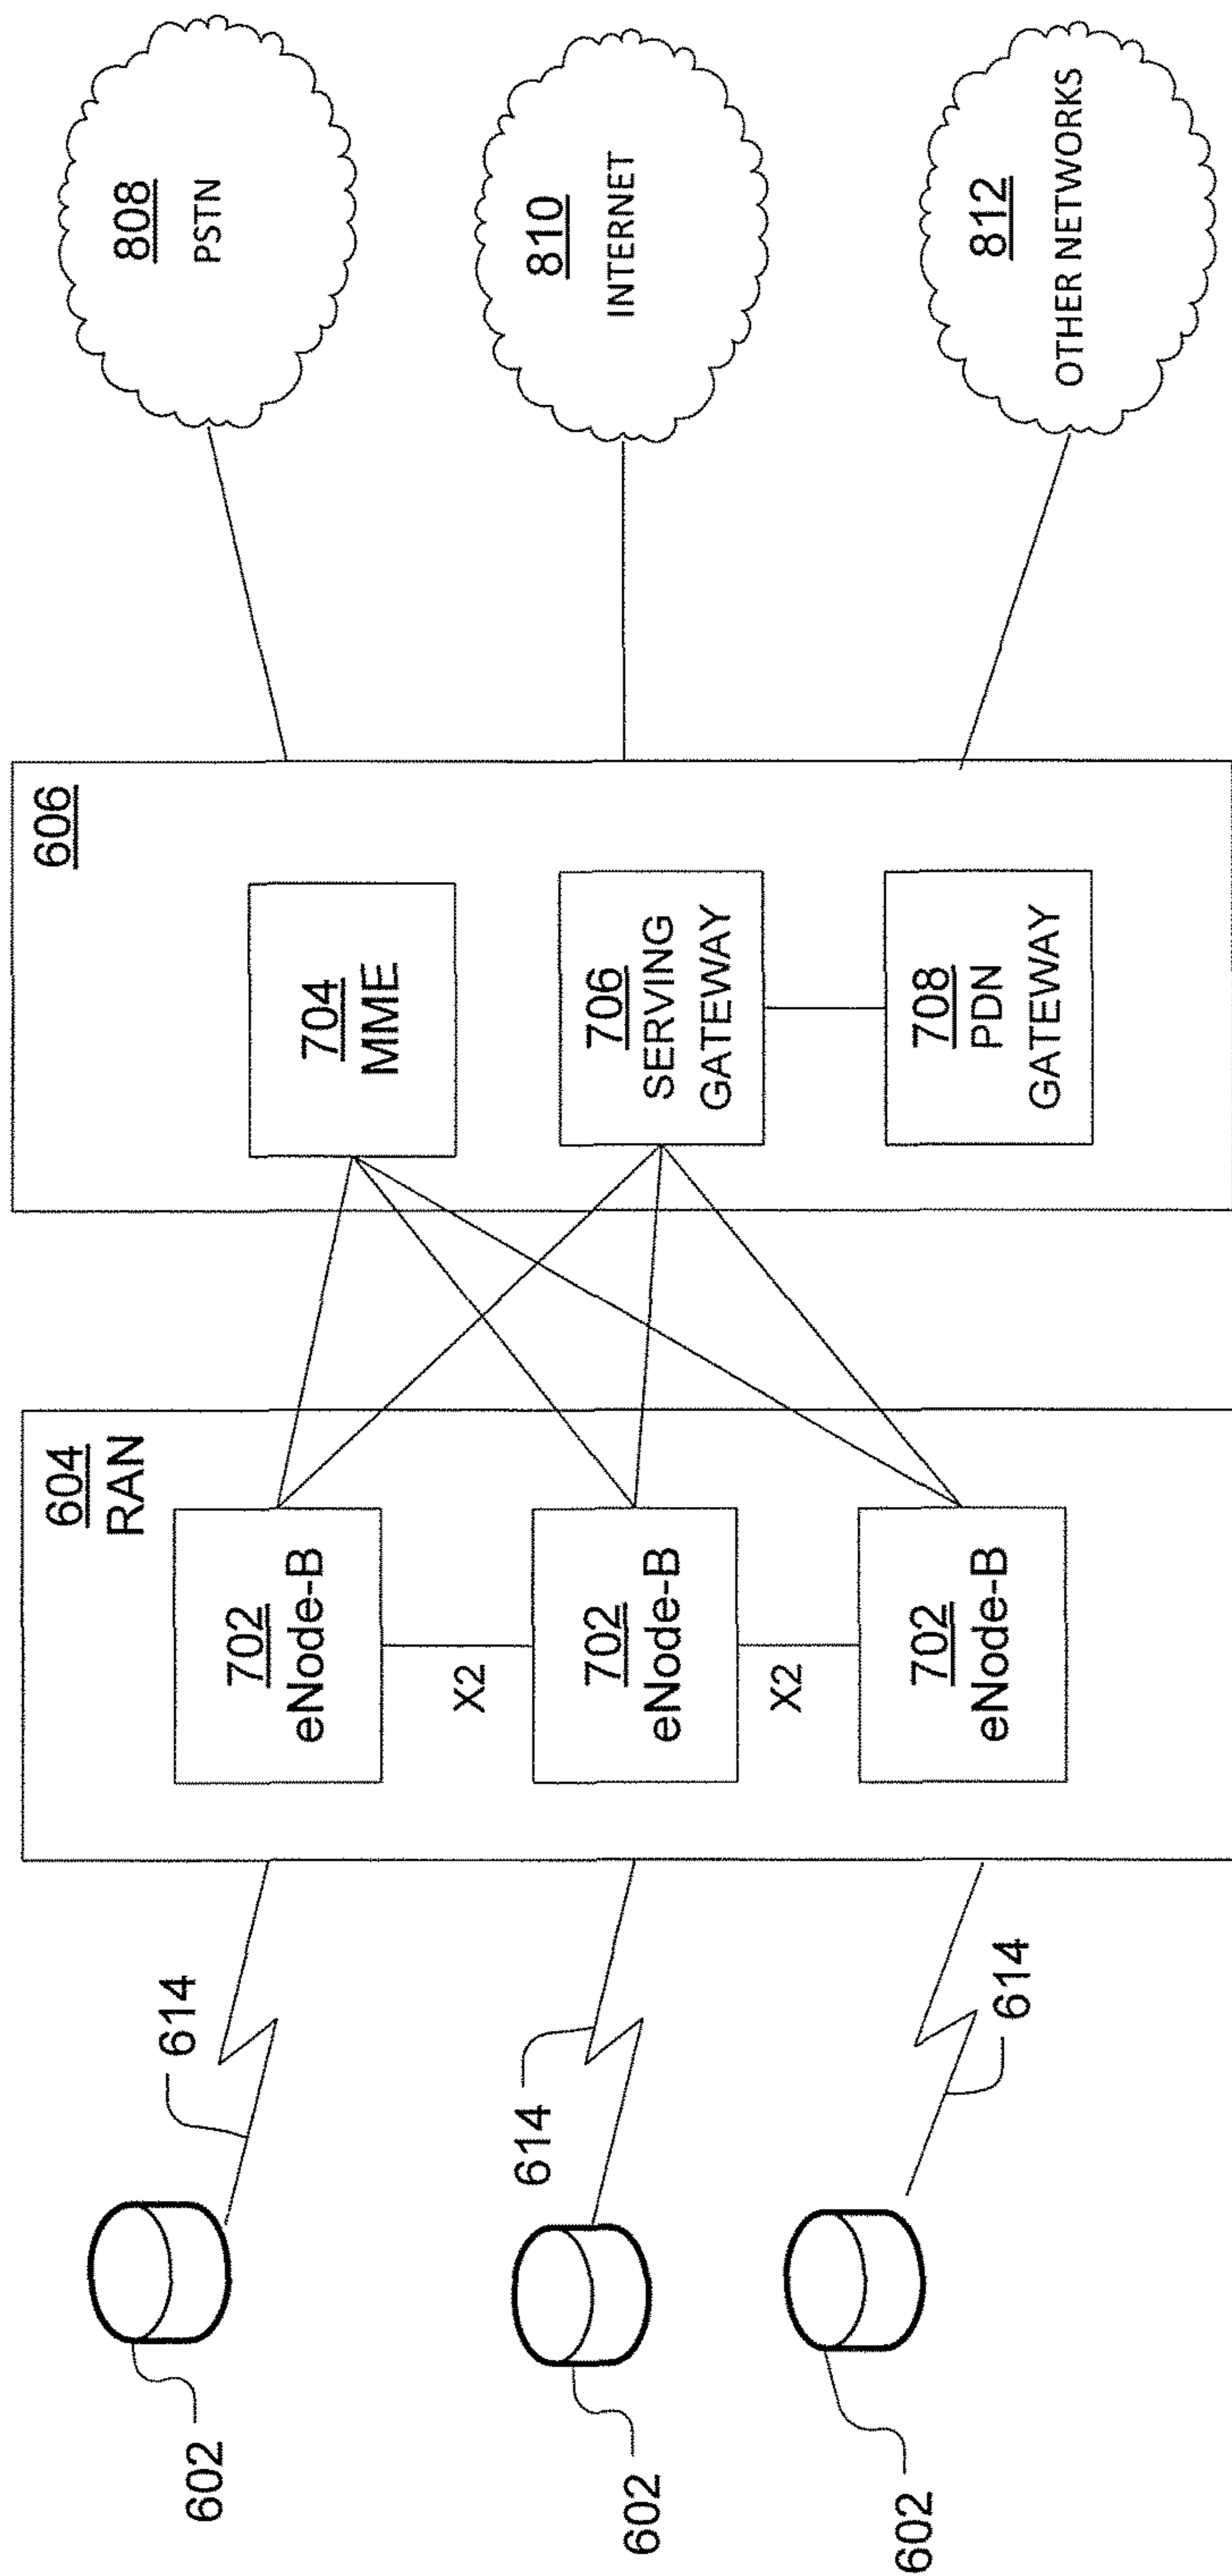 602
602
602
614
614
614
604
RAN
702
eNode-B
X2
702
eNode-B
X2
702
eNode-B
606
704
MME
706
SERVING
GATEWAY
708
PDN
GATEWAY
808
PSTN
810
INTERNET
812
OTHER NETWORKS